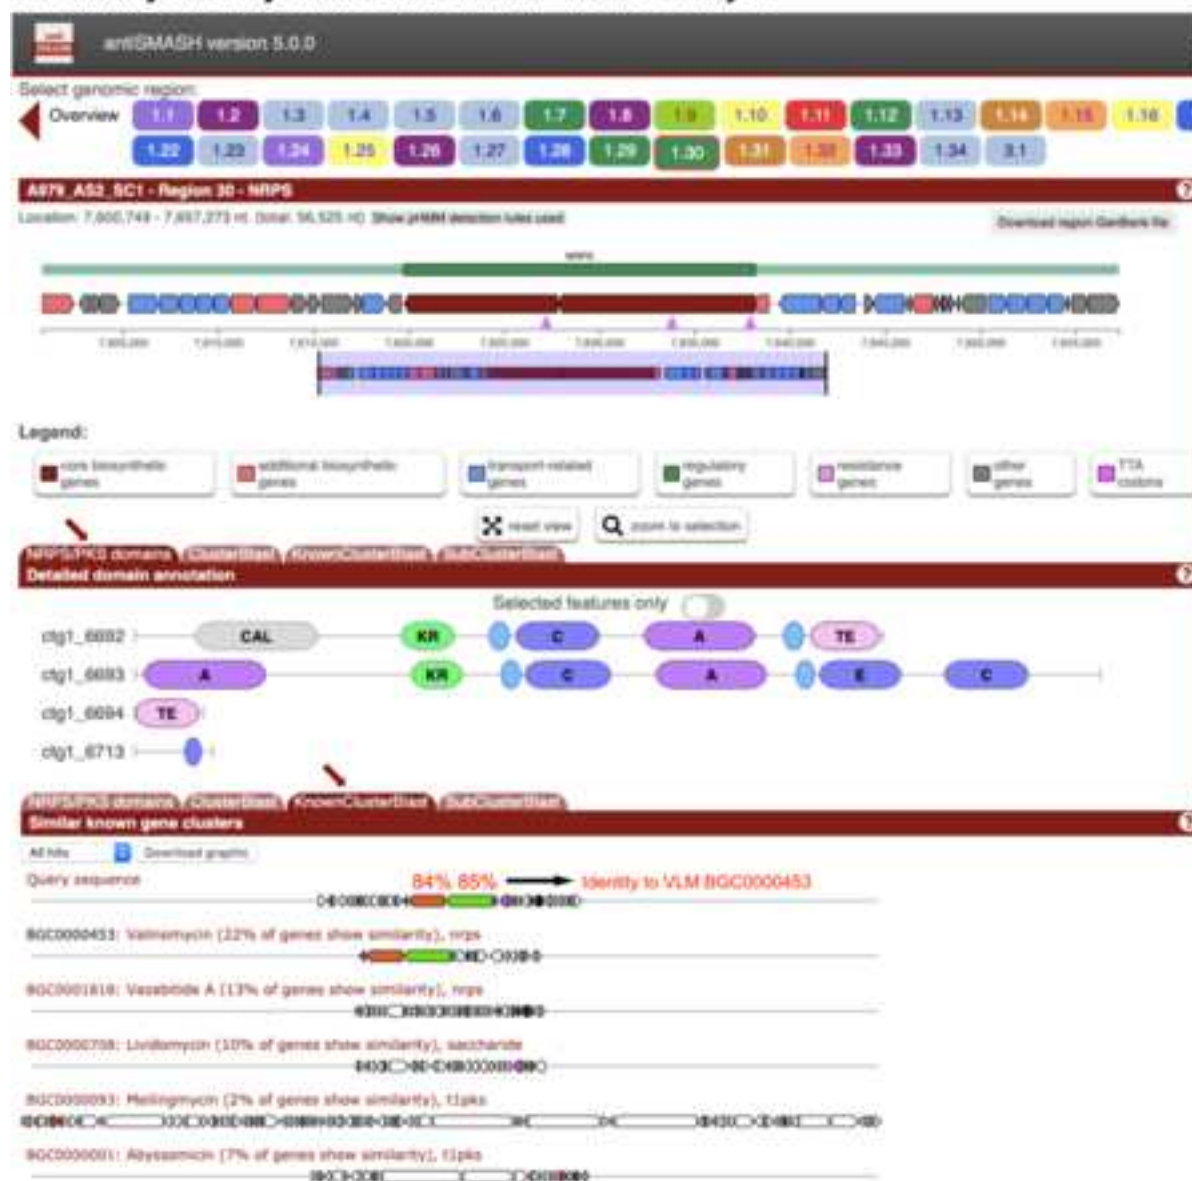 antiSMASH version 5.0.0
Select genomic region:
Overview 1.1 1.2 1.3 1.4 1.5 1.6 1.7 1.8 1.9 1.10 1.11 1.12 1.13 1.14 1.15 1.16
1.22 1.23 1.24 1.25 1.26 1.27 1.28 1.29 1.30 1.31 1.32 1.33 1.34 3.1
A979_AS2_SC1 - Region 30 - NRPS
Location: 7,600,749 - 7,657,273 nt. (total: 56,525 nt) Show pHMM detection rules used
Download region GenBank file
NRPS
Legend:
core biosynthetic genes
additional biosynthetic genes
transport-related genes
regulatory genes
resistance genes
other genes
TTA codons
reset view
zoom to selection
NRPS/PKS domains ClusterBlast KnownClusterBlast SubClusterBlast
Detailed domain annotation
Selected features only
ctg1_6692 CAL KR C A TE
ctg1_6693 A KR C A E C
ctg1_6694 TE
ctg1_6713
NRPS/PKS domains ClusterBlast KnownClusterBlast SubClusterBlast
Similar known gene clusters
All hits Download graphic
Query sequence
84% 85% Identity to VLM BGC0000453
BGC0000453: Valinomycin (22% of genes show similarity), nrps
BGC0001818: Vazabitide A (13% of genes show similarity), nrps
BGC0000708: Lividomycin (10% of genes show similarity), saccharide
BGC0000093: Meilingmycin (2% of genes show similarity), t1pks
BGC0000001: Abyssomicin (7% of genes show similarity), t1pks